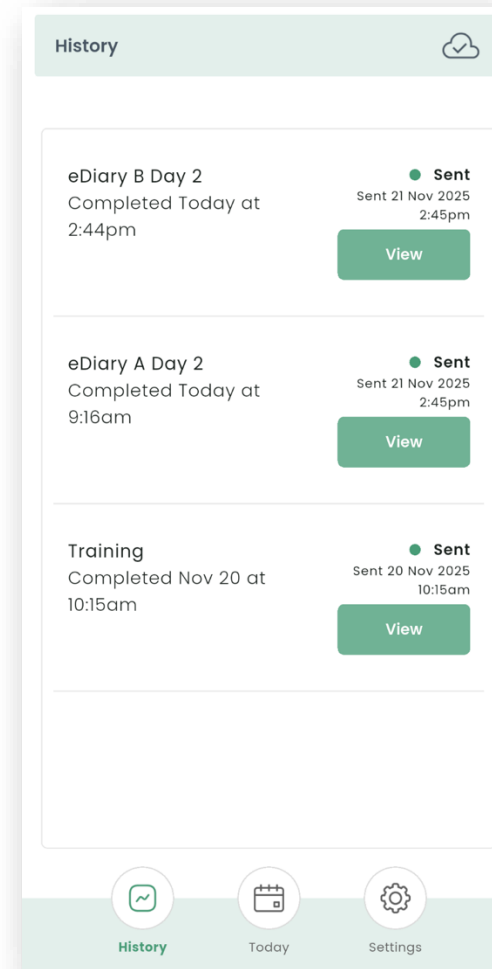 History
eDiary B Day 2
Completed Today at
2:44pm
Sent
Sent 21 Nov 2025
2:45pm
View
eDiary A Day 2
Completed Today at
9:16am
Sent
Sent 21 Nov 2025
2:45pm
View
Training
Completed Nov 20 at
10:15am
Sent
Sent 20 Nov 2025
10:15am
View
History
Today
Settings